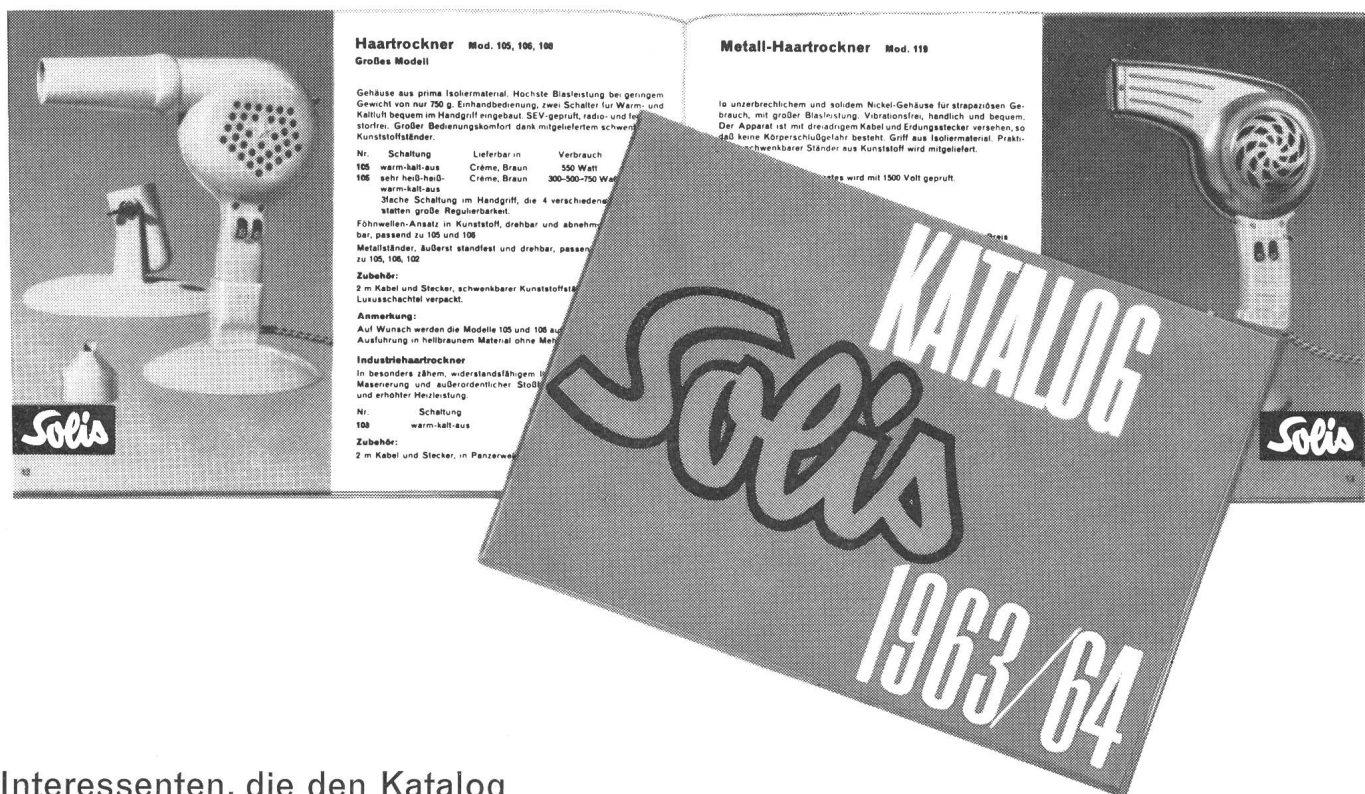 Haartrockner Mod. 105, 106, 108
Großes Modell
Gehäuse aus prima Isoliermaterial. Höchste Blasleistung bei geringem
Gewicht von nur 750 g. Einhandbedienung, zwei Schalter für Warm- und
Kaltluft bequem im Handgriff eingebaut. SEV-geprüft, radio- und
störfrei. Großer Bedienungskomfort dank mitgeliefertem
Kunststoffständer.
Nr. Schaltung Lieferbar in Verbrauch
105 warm-kalt-aus Crème, Braun 550 Watt
106 sehr heiß-heiß- Crème, Braun 300–500–750
warm-kalt-aus
3fache Schaltung im Handgriff, die 4
statten große Regulierbarkeit.
Föhnwellen-Ansatz in Kunststoff, drehbar und
bar, passend zu 105 und 106
Metallständer, äußerst standfest und drehbar,
zu 105, 106, 102
Zubehör:
2 m Kabel und Stecker, schwenkbarer
Luxusschachtel verpackt.
Anmerkung:
Auf Wunsch werden die Modelle 105 und 106
Ausführung in hellbraunem Material ohne
Industriehaartrockner
In besonders zähem, widerstandsfähigem
Maserierung und außerordentlicher
und erhöhter Heizleistung.
Nr. Schaltung
108 warm-kalt-aus
Zubehör:
2 m Kabel und Stecker, in
Solis
12
Metall-Haartrockner Mod. 119
In unzerbrechlichem und solidem Nickel-Gehäuse für strapaziösen Ge-
brauch, mit großer Blasleistung. Vibrationsfrei, handlich und bequem.
Der Apparat ist mit dreiadrigem Kabel und Erdungsstecker versehen, so
daß keine Körperschlußgefahr besteht. Griff aus Isoliermaterial. Prakti-
schwenkbarer Ständer aus Kunststoff wird mitgeliefert.
wird mit 1500 Volt geprüft.
Preis
Solis
13
KATALOG
Solis
1963/64
Interessenten, die den Katalog